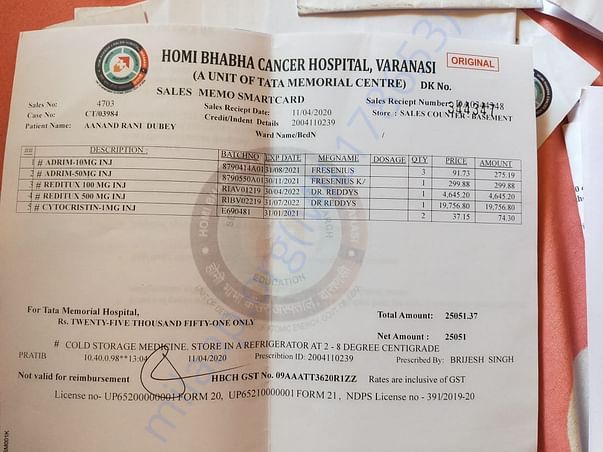 HOMI BHABHA CANCER HOSPITAL, VARANASI
ORIGINAL
(A UNIT OF TATA MEMORIAL CENTRE) DK No.
SALES MEMO SMARTCARD
Sales No: 4703 Sales Reciept Date: 11/04/2020 Sales Reciept Number:
Case No: CT/03984 Credit/Indent Details 2004110239 Store : SALES COUNTER- BASEMENT
Patient Name: AANAND RANI DUBEY Ward Name/BedN /
## DESCRIPTION : BATCHNO EXP DATE MFGNAME DOSAGE QTY PRICE AMOUNT
1 # ADRIM-10MG INJ 8790414A01 31/08/2021 FRESENIUS 3 91.73 275.19
2 # ADRIM-50MG INJ 8790550A01 30/11/2021 FRESENIUS K/ 1 299.88 299.88
3 # REDITUX 100 MG INJ RIAV01219 30/04/2022 DR REDDYS 1 4,645.20 4,645.20
4 # REDITUX 500 MG INJ RIBV02219 31/07/2022 DR REDDYS 1 19,756.80 19,756.80
5 # CYTOCRISTIN-1MG INJ E690481 31/01/2021 2 37.15 74.30
EDUCATION
For Tata Memorial Hospital, Total Amount: 25051.37
Rs. TWENTY-FIVE THOUSAND FIFTY-ONE ONLY
Net Amount : 25051
# COLD STORAGE MEDICINE. STORE IN A REFRIGERATOR AT 2 - 8 DEGREE CENTIGRADE
PRATIB 10.40.0.98**13:04 11/04/2020 Prescribtion ID: 2004110239 Prescribed By: BRIJESH SINGH
Not valid for reimbursement HBCH GST No. 09AAATT3620R1ZZ Rates are inclusive of GST
License no- UP65200000001 FORM 20, UP65210000001 FORM 21 , NDPS License no - 391/2019-20